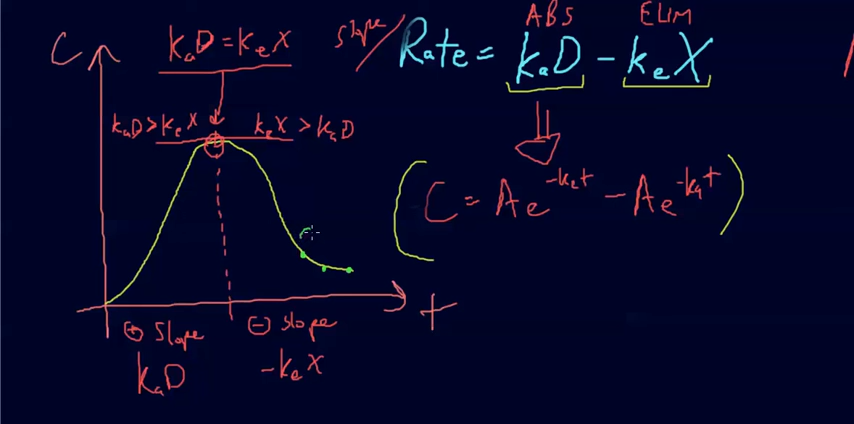 ABS ELIM
slope/Rate = kₐD − kₑX
C
kₐD = kₑX
kₐD > kₑX kₑX > kₐD
C = Ae^-kₑt − Ae^-kₐt
t
⊕ Slope ⊖ slope
kₐD −kₑX